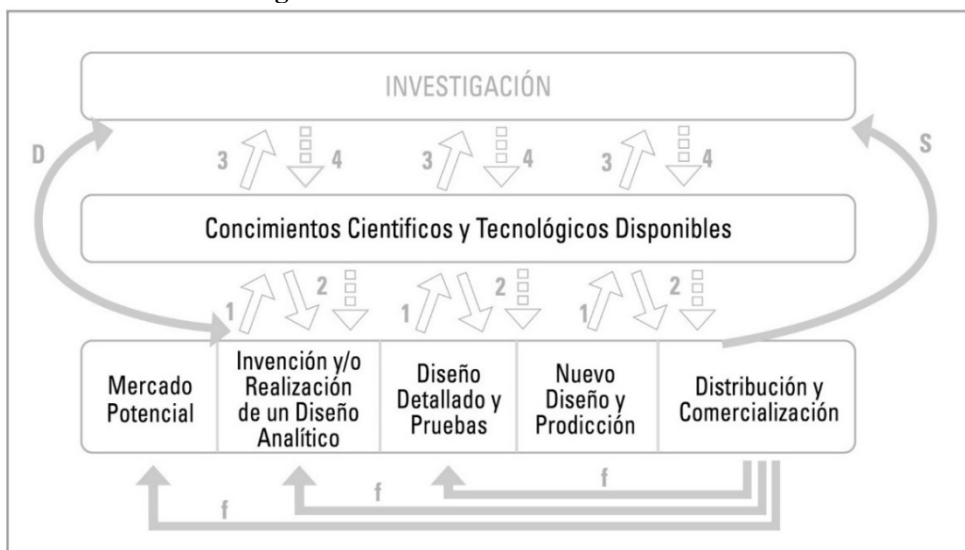 INVESTIGACIÓN
D
S
3
4
3
4
3
4
Concimientos Cientificos y Tecnológicos Disponibles
1
2
1
2
1
2
Mercado
Potencial
Invención y/o
Realización
de un Diseño
Analítico
Diseño
Detallado y
Pruebas
Nuevo
Diseño y
Prodicción
Distribución y
Comercialización
f
f
f